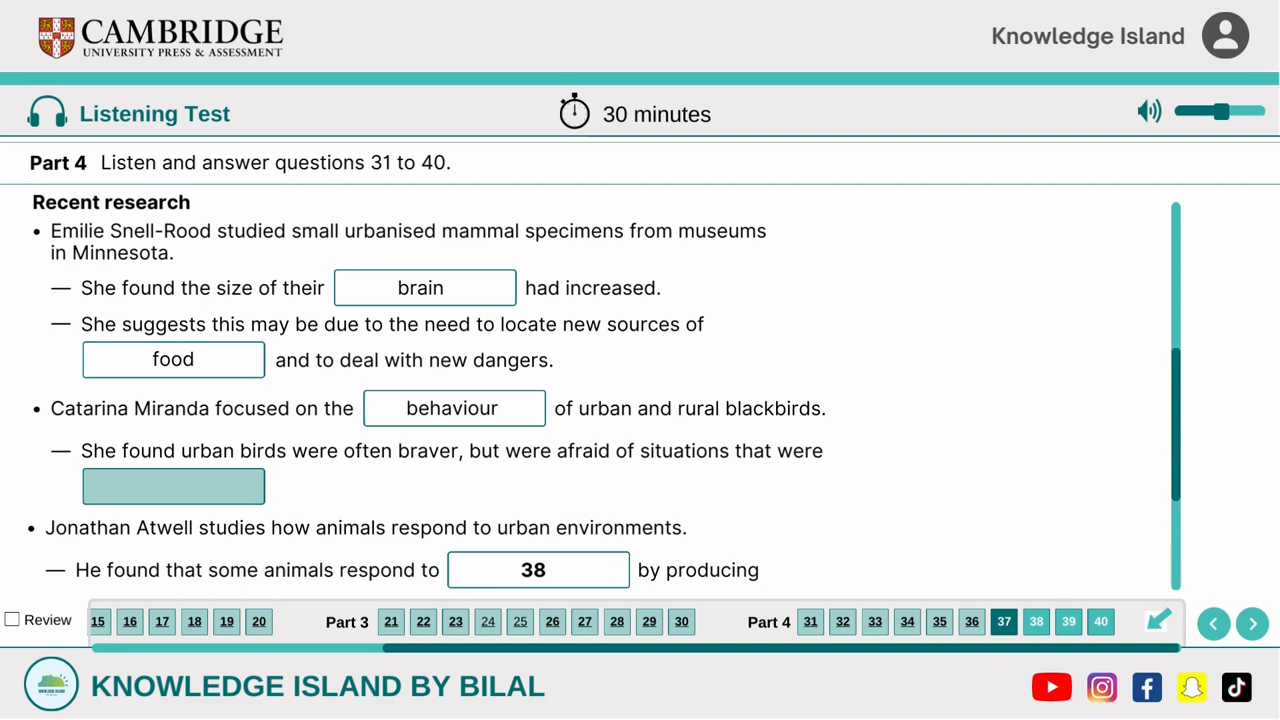 CAMBRIDGE
UNIVERSITY PRESS & ASSESSMENT
Knowledge Island
Listening Test
30 minutes
Part 4 Listen and answer questions 31 to 40.
Recent research
• Emilie Snell-Rood studied small urbanised mammal specimens from museums
in Minnesota.
— She found the size of their brain had increased.
— She suggests this may be due to the need to locate new sources of
food and to deal with new dangers.
• Catarina Miranda focused on the behaviour of urban and rural blackbirds.
— She found urban birds were often braver, but were afraid of situations that were
• Jonathan Atwell studies how animals respond to urban environments.
— He found that some animals respond to 38 by producing
Review 15 16 17 18 19 20 Part 3 21 22 23 24 25 26 27 28 29 30 Part 4 31 32 33 34 35 36 37 38 39 40
KNOWLEDGE ISLAND BY BILAL